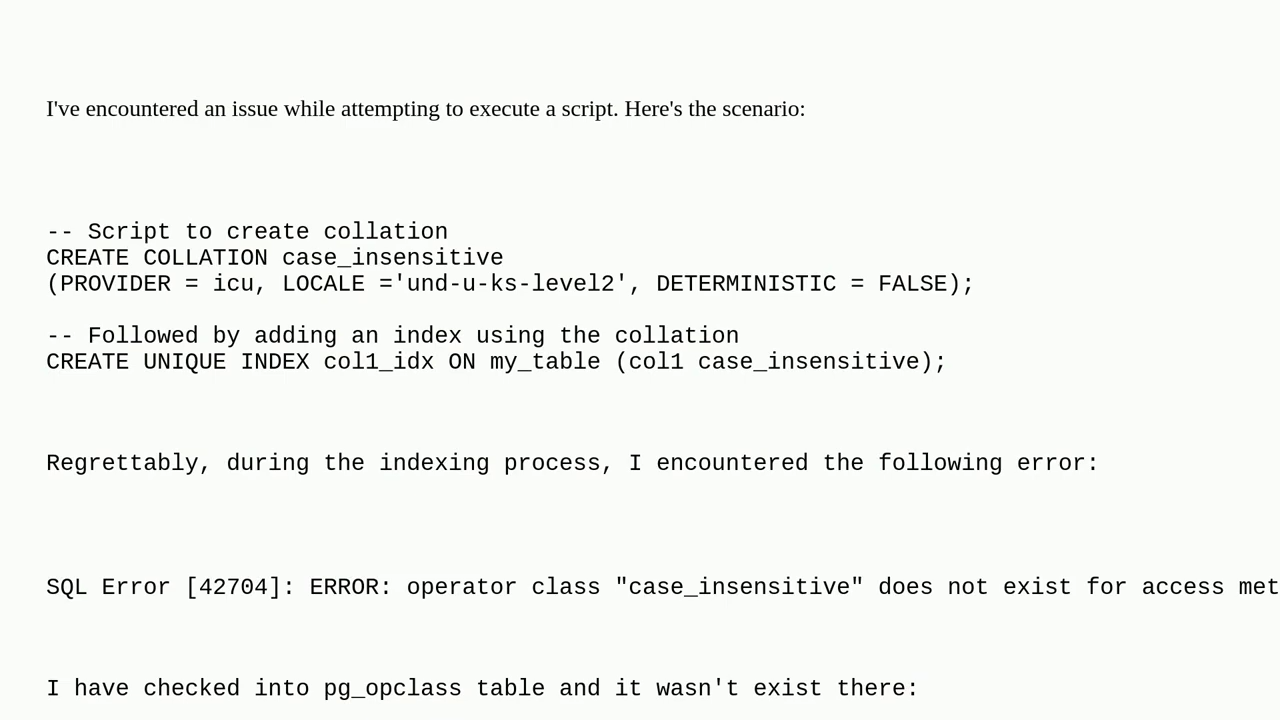 I've encountered an issue while attempting to execute a script. Here's the scenario:
-- Script to create collation
CREATE COLLATION case_insensitive
(PROVIDER = icu, LOCALE ='und-u-ks-level2', DETERMINISTIC = FALSE);
-- Followed by adding an index using the collation
CREATE UNIQUE INDEX col1_idx ON my_table (col1 case_insensitive);
Regrettably, during the indexing process, I encountered the following error:
SQL Error [42704]: ERROR: operator class "case_insensitive" does not exist for access met
I have checked into pg_opclass table and it wasn't exist there: